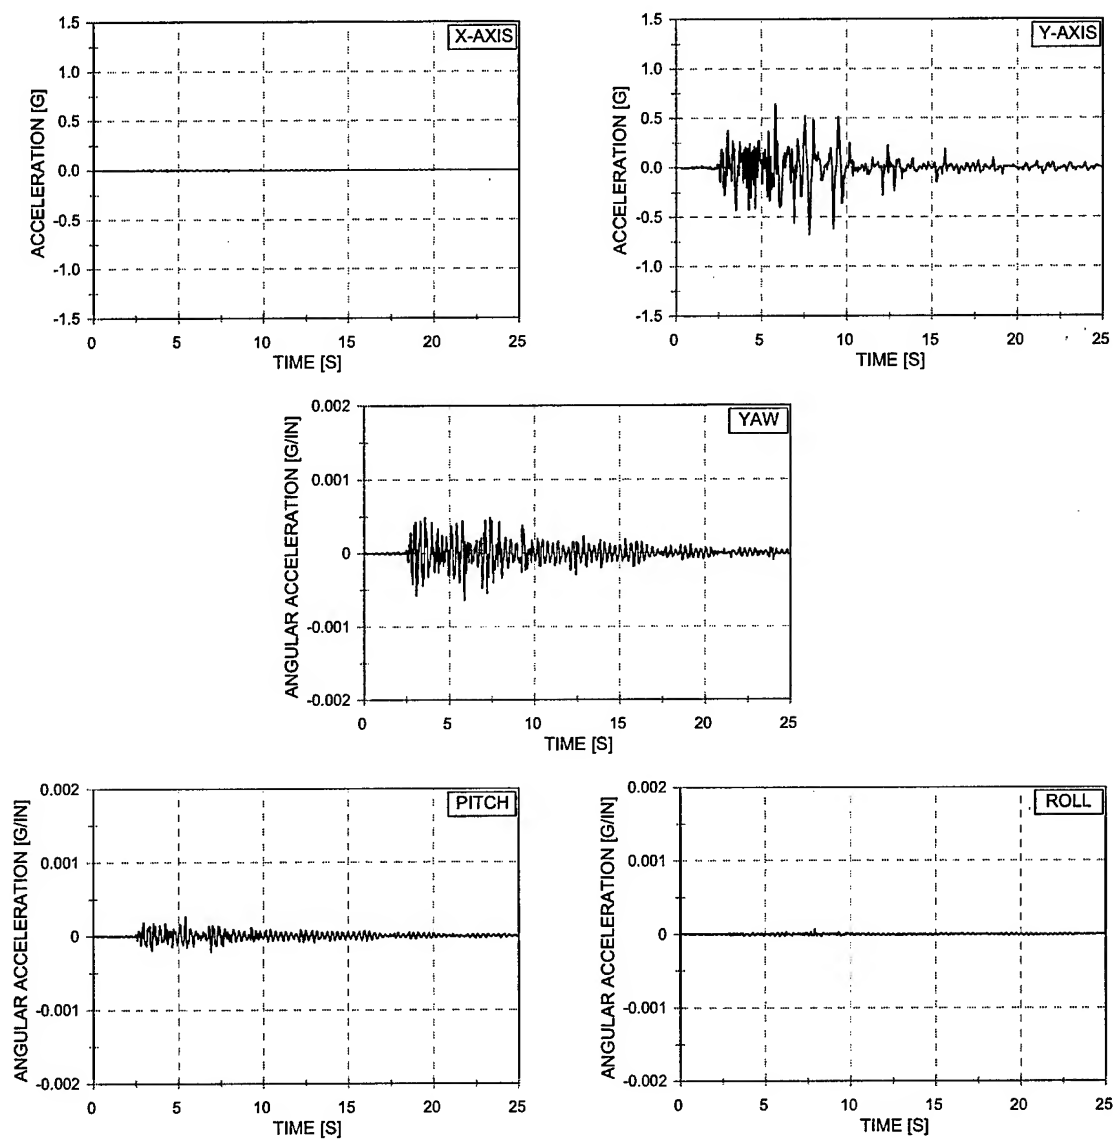 X-AXIS
ACCELERATION [G]
1.5
1.0
0.5
0.0
-0.5
-1.0
-1.5
0 5 10 15 20 25
TIME [S]
Y-AXIS
ACCELERATION [G]
1.5
1.0
0.5
0.0
-0.5
-1.0
-1.5
0 5 10 15 20 25
TIME [S]
YAW
ANGULAR ACCELERATION [G/IN]
0.002
0.001
0
-0.001
-0.002
0 5 10 15 20 25
TIME [S]
PITCH
ANGULAR ACCELERATION [G/IN]
0.002
0.001
0
-0.001
-0.002
0 5 10 15 20 25
TIME [S]
ROLL
ANGULAR ACCELERATION [G/IN]
0.002
0.001
0
-0.001
-0.002
0 5 10 15 20 25
TIME [S]